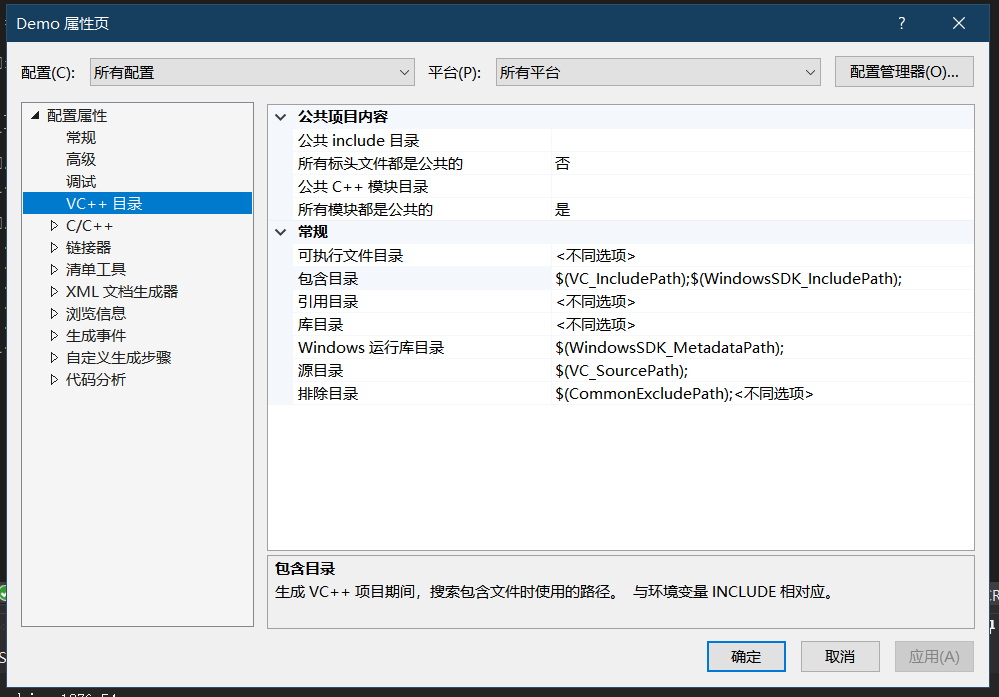 Demo 属性页
?
配置(C):
所有配置
平台(P):
所有平台
配置管理器(O)...
配置属性
常规
高级
调试
VC++ 目录
C/C++
链接器
清单工具
XML 文档生成器
浏览信息
生成事件
自定义生成步骤
代码分析
公共项目内容
公共 include 目录
所有标头文件都是公共的 否
公共 C++ 模块目录
所有模块都是公共的 是
常规
可执行文件目录 <不同选项>
包含目录 $(VC_IncludePath);$(WindowsSDK_IncludePath);
引用目录 <不同选项>
库目录 <不同选项>
Windows 运行库目录 $(WindowsSDK_MetadataPath);
源目录 $(VC_SourcePath);
排除目录 $(CommonExcludePath);<不同选项>
包含目录
生成 VC++ 项目期间，搜索包含文件时使用的路径。 与环境变量 INCLUDE 相对应。
确定
取消
应用(A)